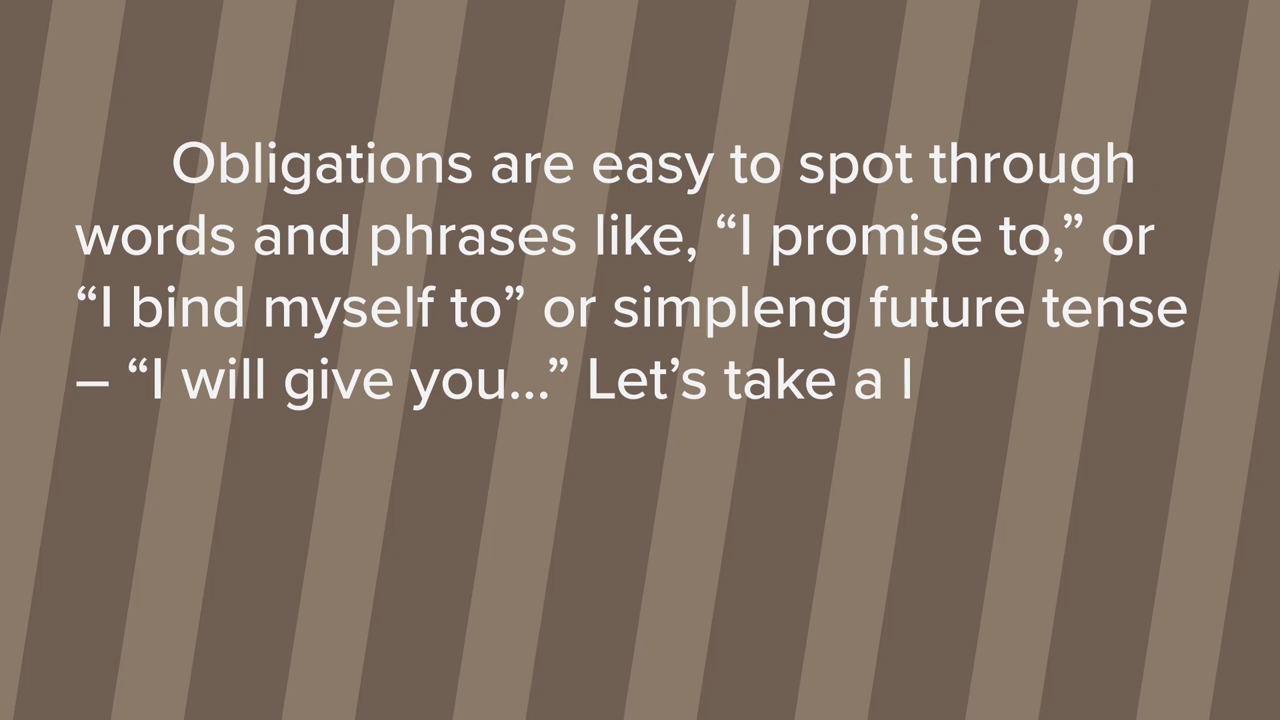 Obligations are easy to spot through
words and phrases like, “I promise to,” or
“I bind myself to” or simpleng future tense
– “I will give you...” Let’s take a l